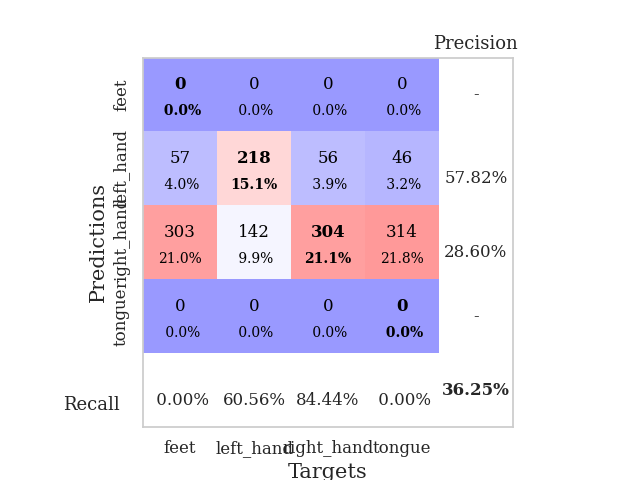 Precision
feet 0 0 0 0 -
0.0% 0.0% 0.0% 0.0%
left_hand 57 218 56 46 57.82%
4.0% 15.1% 3.9% 3.2%
right_hand 303 142 304 314 28.60%
21.0% 9.9% 21.1% 21.8%
tongue 0 0 0 0 -
0.0% 0.0% 0.0% 0.0%
Predictions
Recall 0.00% 60.56% 84.44% 0.00% 36.25%
feet left_hand right_hand tongue
Targets